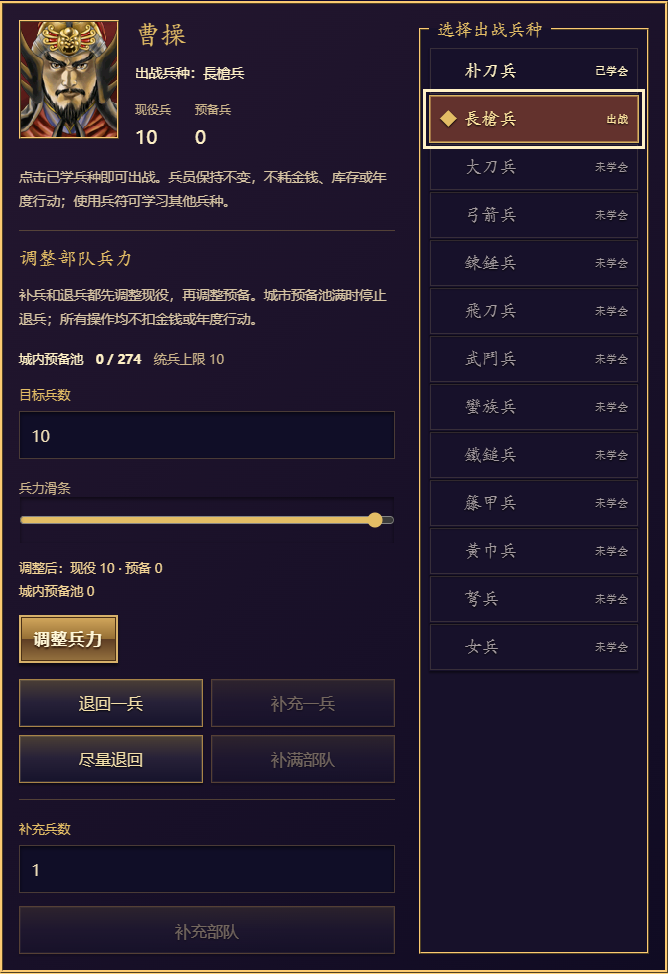 曹操
出战兵种：長槍兵
现役兵 预备兵
10 0
点击已学兵种即可出战。兵员保持不变，不耗金钱、库存或年
度行动；使用兵符可学习其他兵种。
调整部队兵力
补兵和退兵都先调整现役，再调整预备。城市预备池满时停止
退兵；所有操作均不扣金钱或年度行动。
城内预备池 0 / 274 统兵上限 10
目标兵数
10
兵力滑条
调整后：现役 10 · 预备 0
城内预备池 0
调整兵力
退回一兵 补充一兵
尽量退回 补满部队
补充兵数
1
补充部队
选择出战兵种
朴刀兵 已学会
長槍兵 出战
大刀兵 未学会
弓箭兵 未学会
鍊錘兵 未学会
飛刀兵 未学会
武鬥兵 未学会
蠻族兵 未学会
鐵鎚兵 未学会
藤甲兵 未学会
黃巾兵 未学会
弩兵 未学会
女兵 未学会